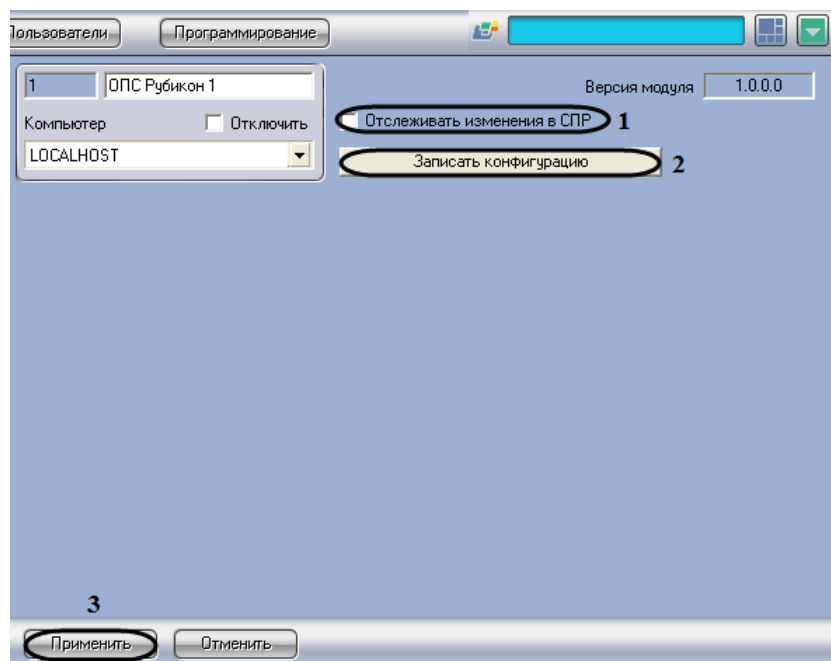 Пользователи Программирование
1 ОПС Рубикон 1 Версия модуля 1.0.0.0
Компьютер Отключить Отслеживать изменения в СПР 1
LOCALHOST Записать конфигурацию 2
3
Применить Отменить